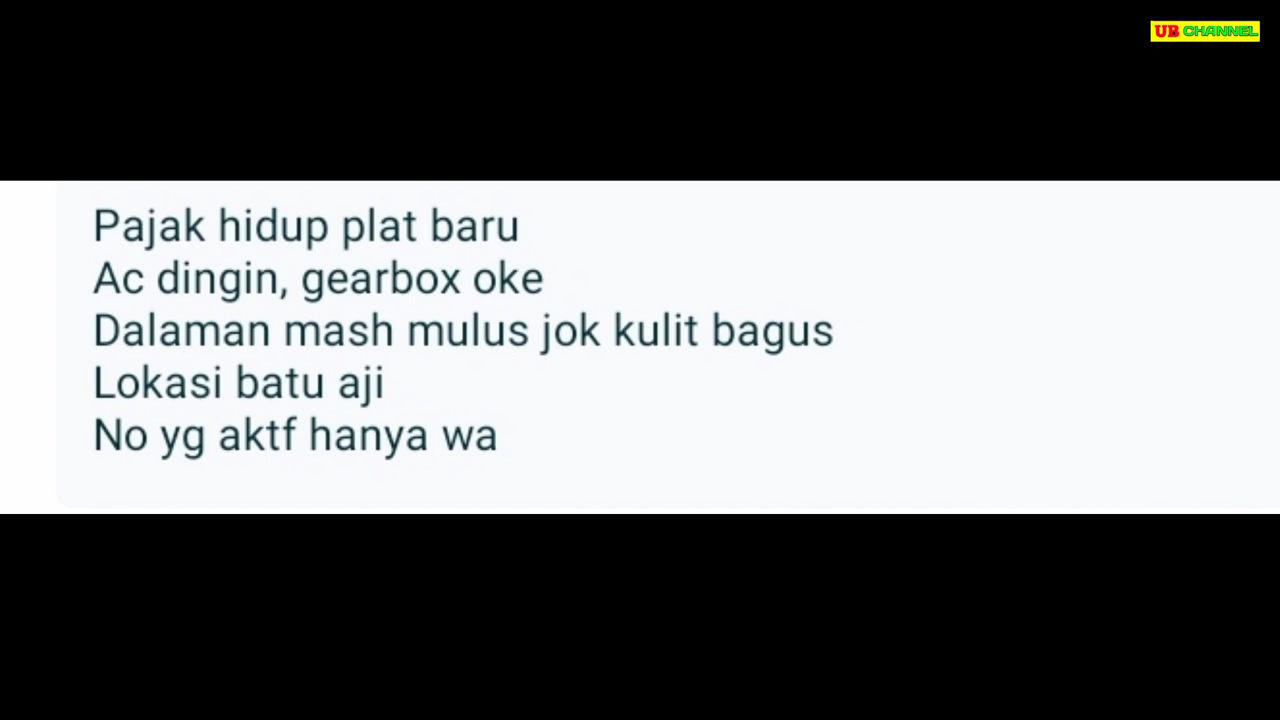 UB CHANNEL
Pajak hidup plat baru
Ac dingin, gearbox oke
Dalaman mash mulus jok kulit bagus
Lokasi batu aji
No yg aktf hanya wa